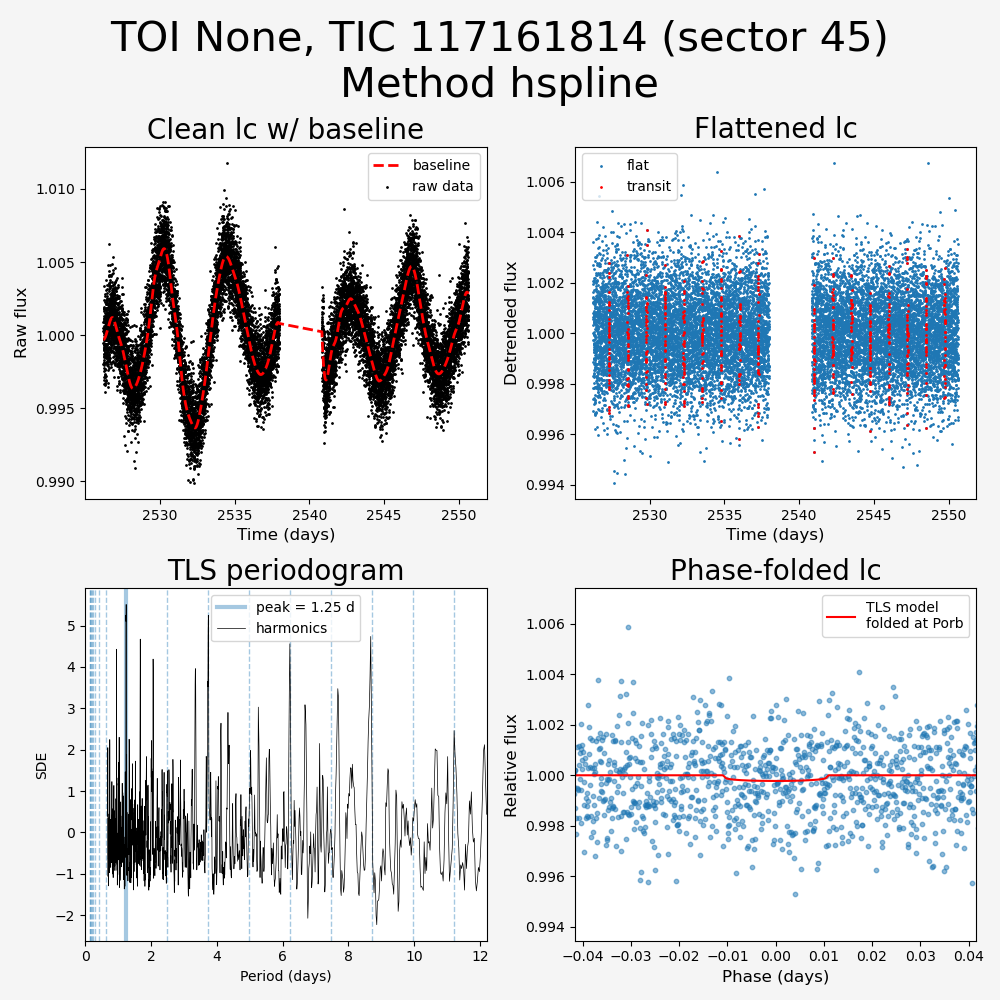 TOI None, TIC 117161814 (sector 45)
Method hspline
Clean lc w/ baseline
baseline
raw data
Raw flux
1.010
1.005
1.000
0.995
0.990
2530 2535 2540 2545 2550
Time (days)
Flattened lc
flat
transit
Detrended flux
1.006
1.004
1.002
1.000
0.998
0.996
0.994
2530 2535 2540 2545 2550
Time (days)
TLS periodogram
peak = 1.25 d
harmonics
SDE
5
4
3
2
1
0
−1
−2
0 2 4 6 8 10 12
Period (days)
Phase-folded lc
TLS model
folded at Porb
Relative flux
1.006
1.004
1.002
1.000
0.998
0.996
0.994
−0.04 −0.03 −0.02 −0.01 0.00 0.01 0.02 0.03 0.04
Phase (days)